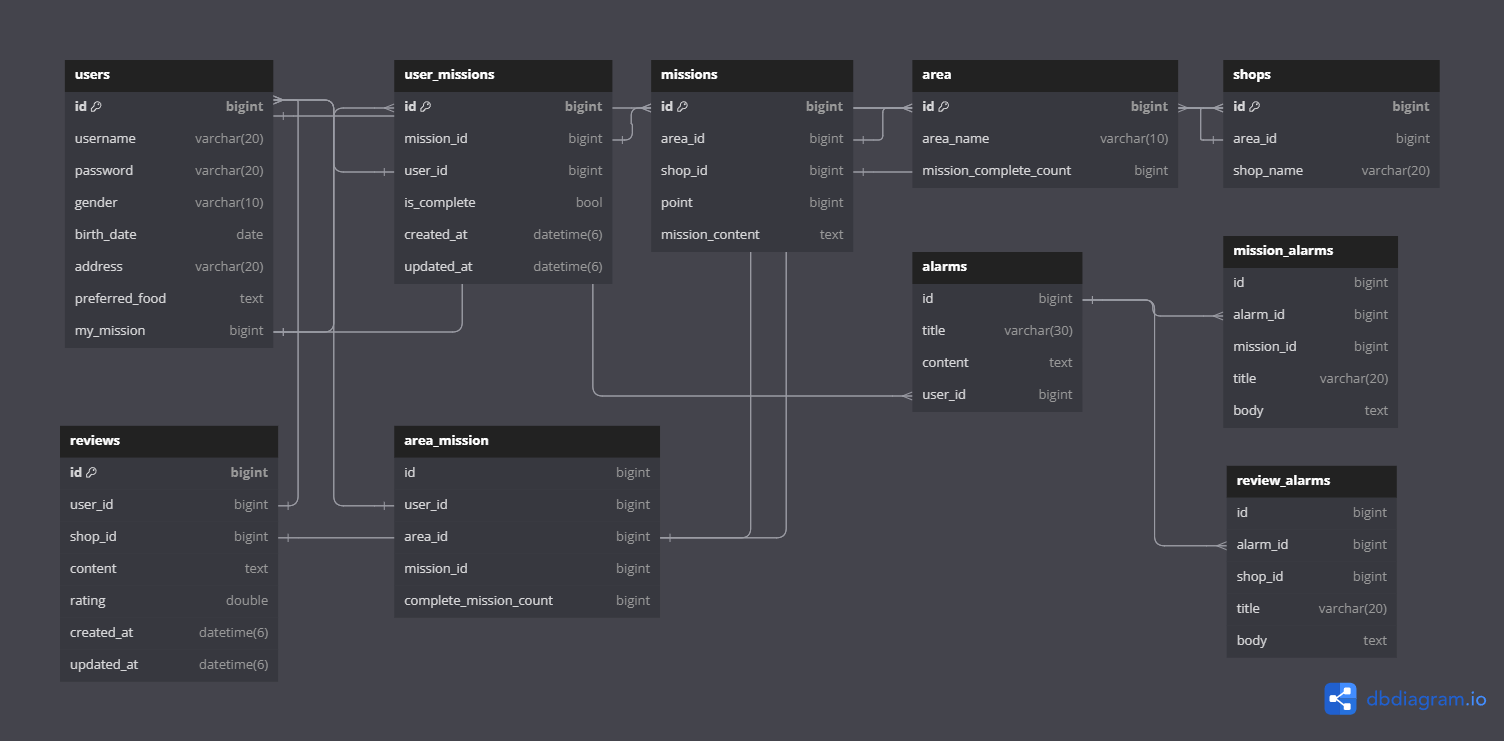 users
id bigint
username varchar(20)
password varchar(20)
gender varchar(10)
birth_date date
address varchar(20)
preferred_food text
my_mission bigint
user_missions
id bigint
mission_id bigint
user_id bigint
is_complete bool
created_at datetime(6)
updated_at datetime(6)
missions
id bigint
area_id bigint
shop_id bigint
point bigint
mission_content text
area
id bigint
area_name varchar(10)
mission_complete_count bigint
shops
id bigint
area_id bigint
shop_name varchar(20)
alarms
id bigint
title varchar(30)
content text
user_id bigint
mission_alarms
id bigint
alarm_id bigint
mission_id bigint
title varchar(20)
body text
reviews
id bigint
user_id bigint
shop_id bigint
content text
rating double
created_at datetime(6)
updated_at datetime(6)
area_mission
id bigint
user_id bigint
area_id bigint
mission_id bigint
complete_mission_count bigint
review_alarms
id bigint
alarm_id bigint
shop_id bigint
title varchar(20)
body text
dbdiagram.io